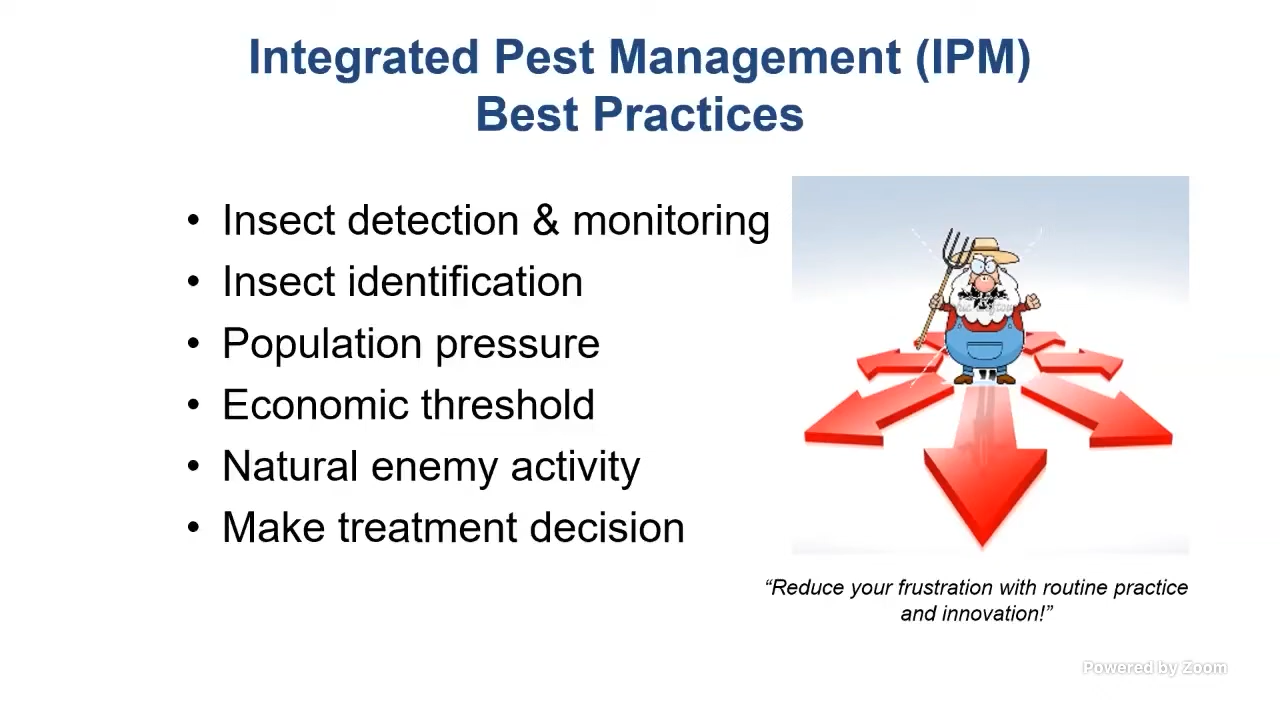 Integrated Pest Management (IPM)
Best Practices
• Insect detection & monitoring
• Insect identification
• Population pressure
• Economic threshold
• Natural enemy activity
• Make treatment decision
“Reduce your frustration with routine practice
and innovation!”
Powered by Zoom